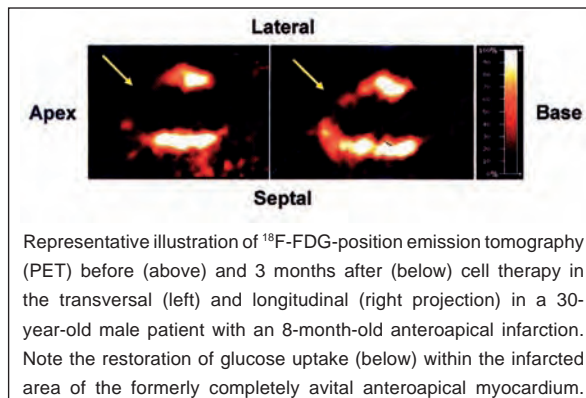 Lateral
Apex
Base
Septal
Representative illustration of ¹⁸F-FDG-position emission tomography
(PET) before (above) and 3 months after (below) cell therapy in
the transversal (left) and longitudinal (right projection) in a 30-
year-old male patient with an 8-month-old anteroapical infarction.
Note the restoration of glucose uptake (below) within the infarcted
area of the formerly completely avital anteroapical myocardium.